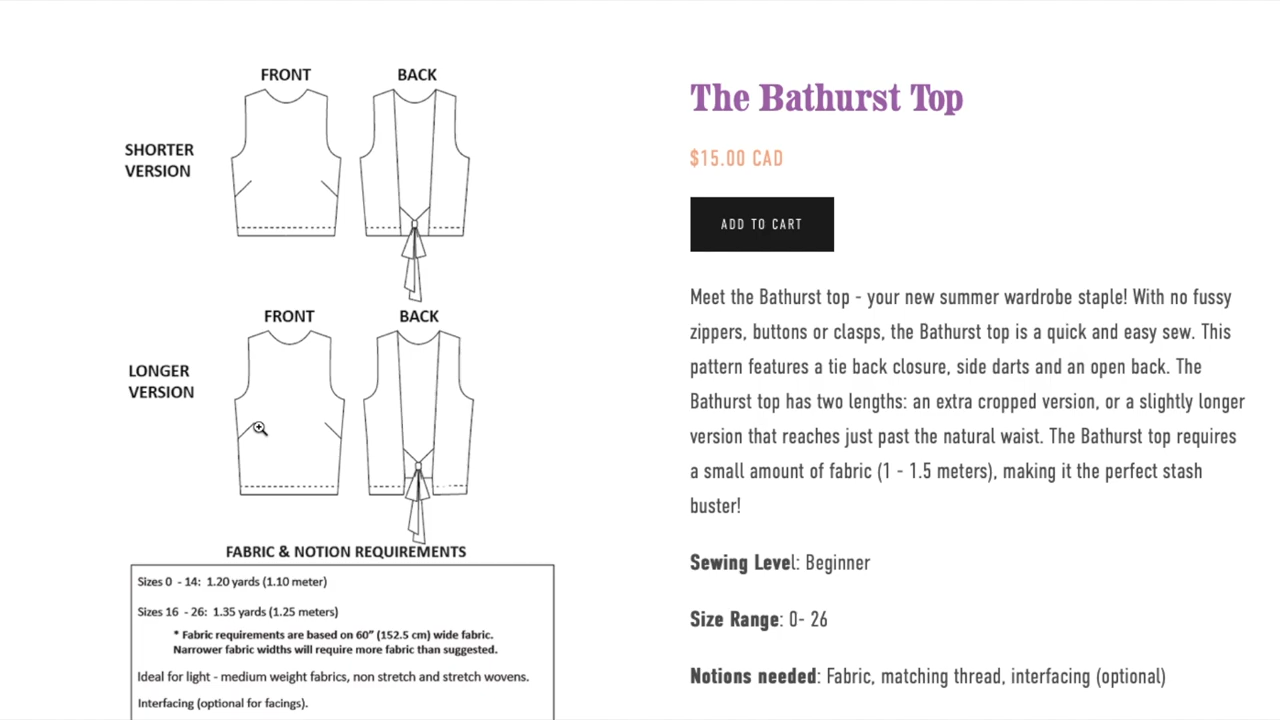 FRONT BACK
SHORTER
VERSION
FRONT BACK
LONGER
VERSION
FABRIC & NOTION REQUIREMENTS
Sizes 0 - 14: 1.20 yards (1.10 meter)
Sizes 16 - 26: 1.35 yards (1.25 meters)
* Fabric requirements are based on 60” (152.5 cm) wide fabric.
Narrower fabric widths will require more fabric than suggested.
Ideal for light - medium weight fabrics, non stretch and stretch wovens.
Interfacing (optional for facings).
The Bathurst Top
$15.00 CAD
ADD TO CART
Meet the Bathurst top - your new summer wardrobe staple! With no fussy
zippers, buttons or clasps, the Bathurst top is a quick and easy sew. This
pattern features a tie back closure, side darts and an open back. The
Bathurst top has two lengths: an extra cropped version, or a slightly longer
version that reaches just past the natural waist. The Bathurst top requires
a small amount of fabric (1 - 1.5 meters), making it the perfect stash
buster!
Sewing Level: Beginner
Size Range: 0- 26
Notions needed: Fabric, matching thread, interfacing (optional)